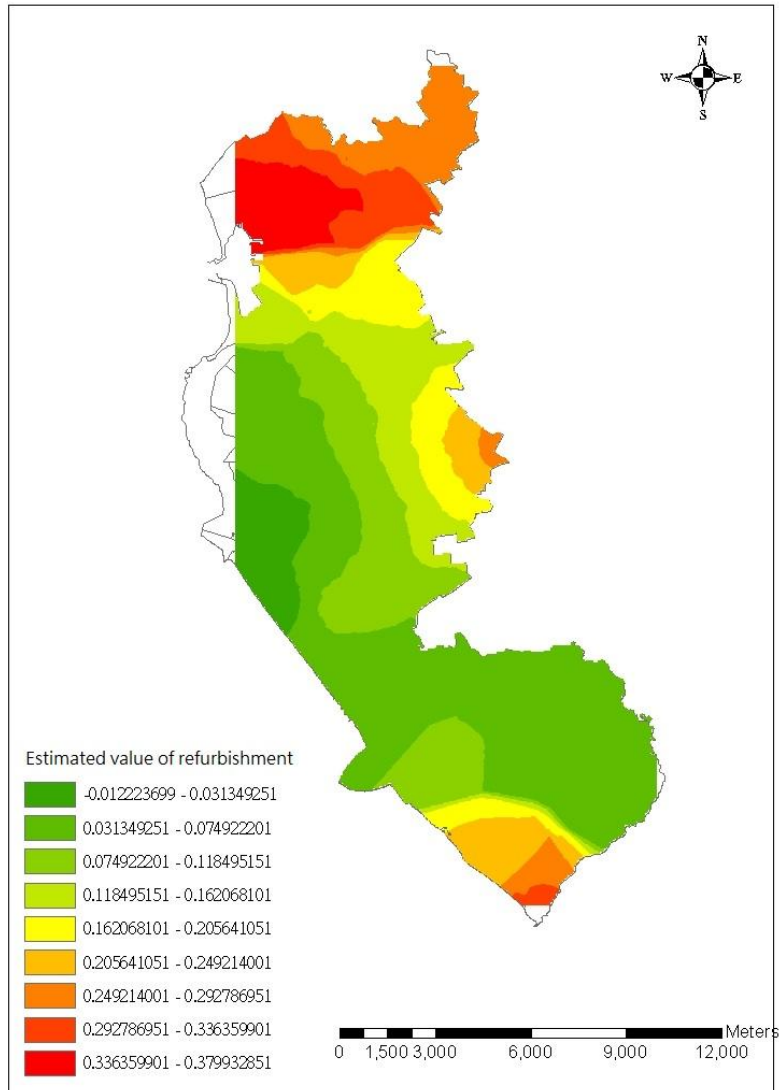 N
W E
S
Estimated value of refurbishment
-0.012223699 - 0.031349251
0.031349251 - 0.074922201
0.074922201 - 0.118495151
0.118495151 - 0.162068101
0.162068101 - 0.205641051
0.205641051 - 0.249214001
0.249214001 - 0.292786951
0.292786951 - 0.336359901
0.336359901 - 0.379932851
Meters
0 1,500 3,000 6,000 9,000 12,000